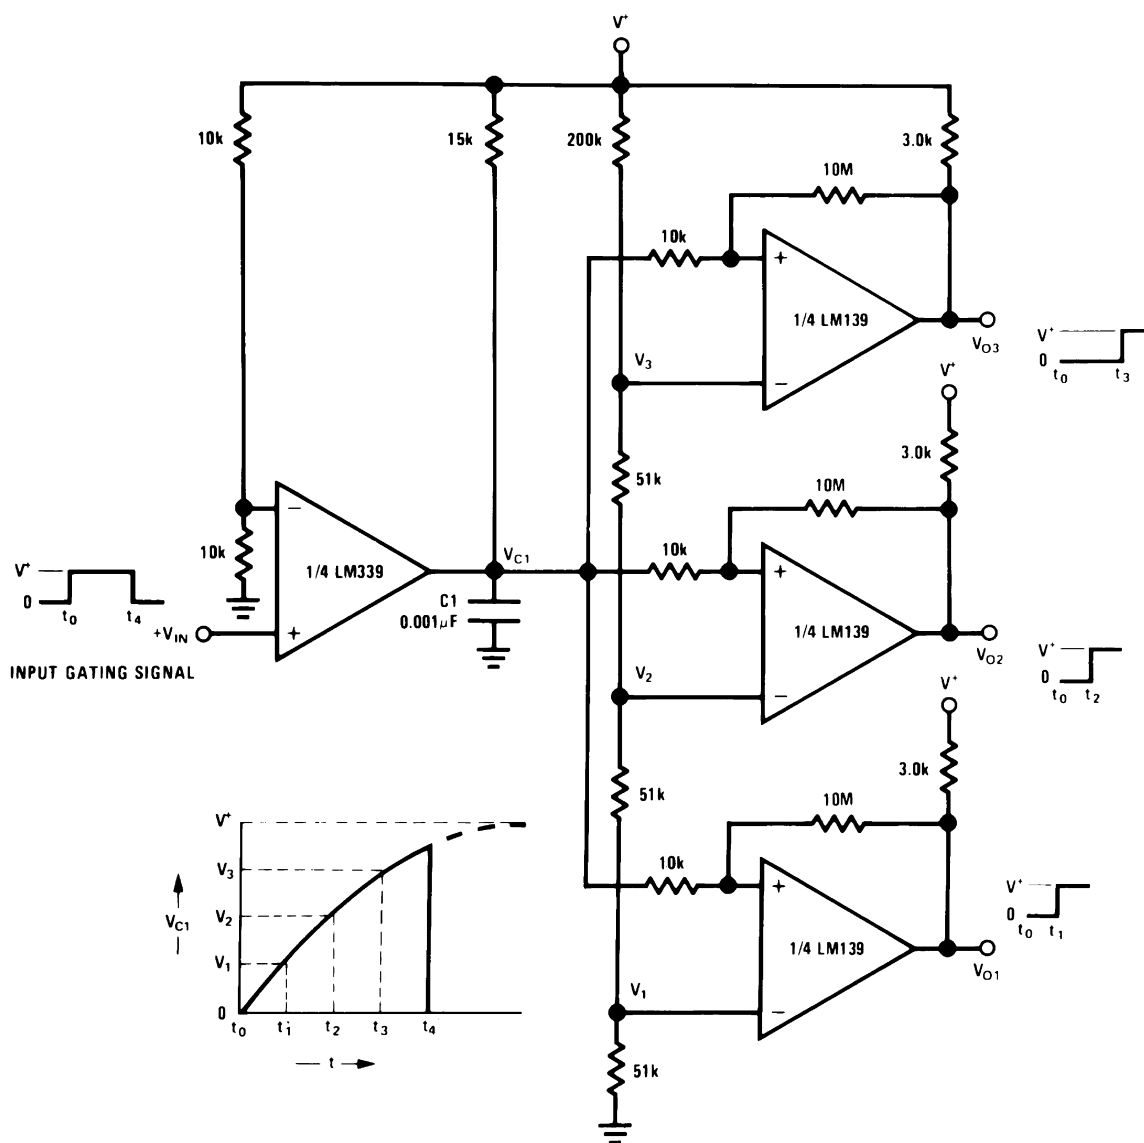 V⁺
10k
15k
200k
3.0k
10M
10k
+
1/4 LM139
−
V₃
V_O3
V⁺
0
t₀ t₃
V⁺
3.0k
51k
10M
−
10k
1/4 LM339
+
V_C1
C1
0.001μF
10k
+
1/4 LM139
−
V₂
V_O2
V⁺
0
t₀ t₂
V⁺
0
t₀ t₄
+V_IN
INPUT GATING SIGNAL
V⁺
3.0k
51k
10M
10k
+
1/4 LM139
−
V₁
V_O1
V⁺
0
t₀ t₁
51k
V⁺
V₃
V₂
V₁
0
V_C1
t₀ t₁ t₂ t₃ t₄
t